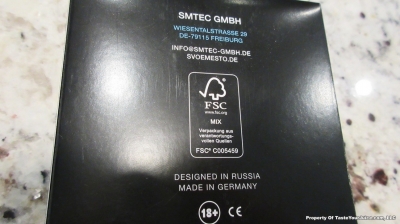 SMTEC GMBH
WIESENTALSTRASSE 29
DE-79115 FREIBURG
INFO@SMTEC-GMBH.DE
SVOEMESTO.DE
FSC
www.fsc.org
MIX
Verpackung aus
verantwortungs-
vollen Quellen
FSC® C005459
DESIGNED IN RUSSIA
MADE IN GERMANY
18+ CE